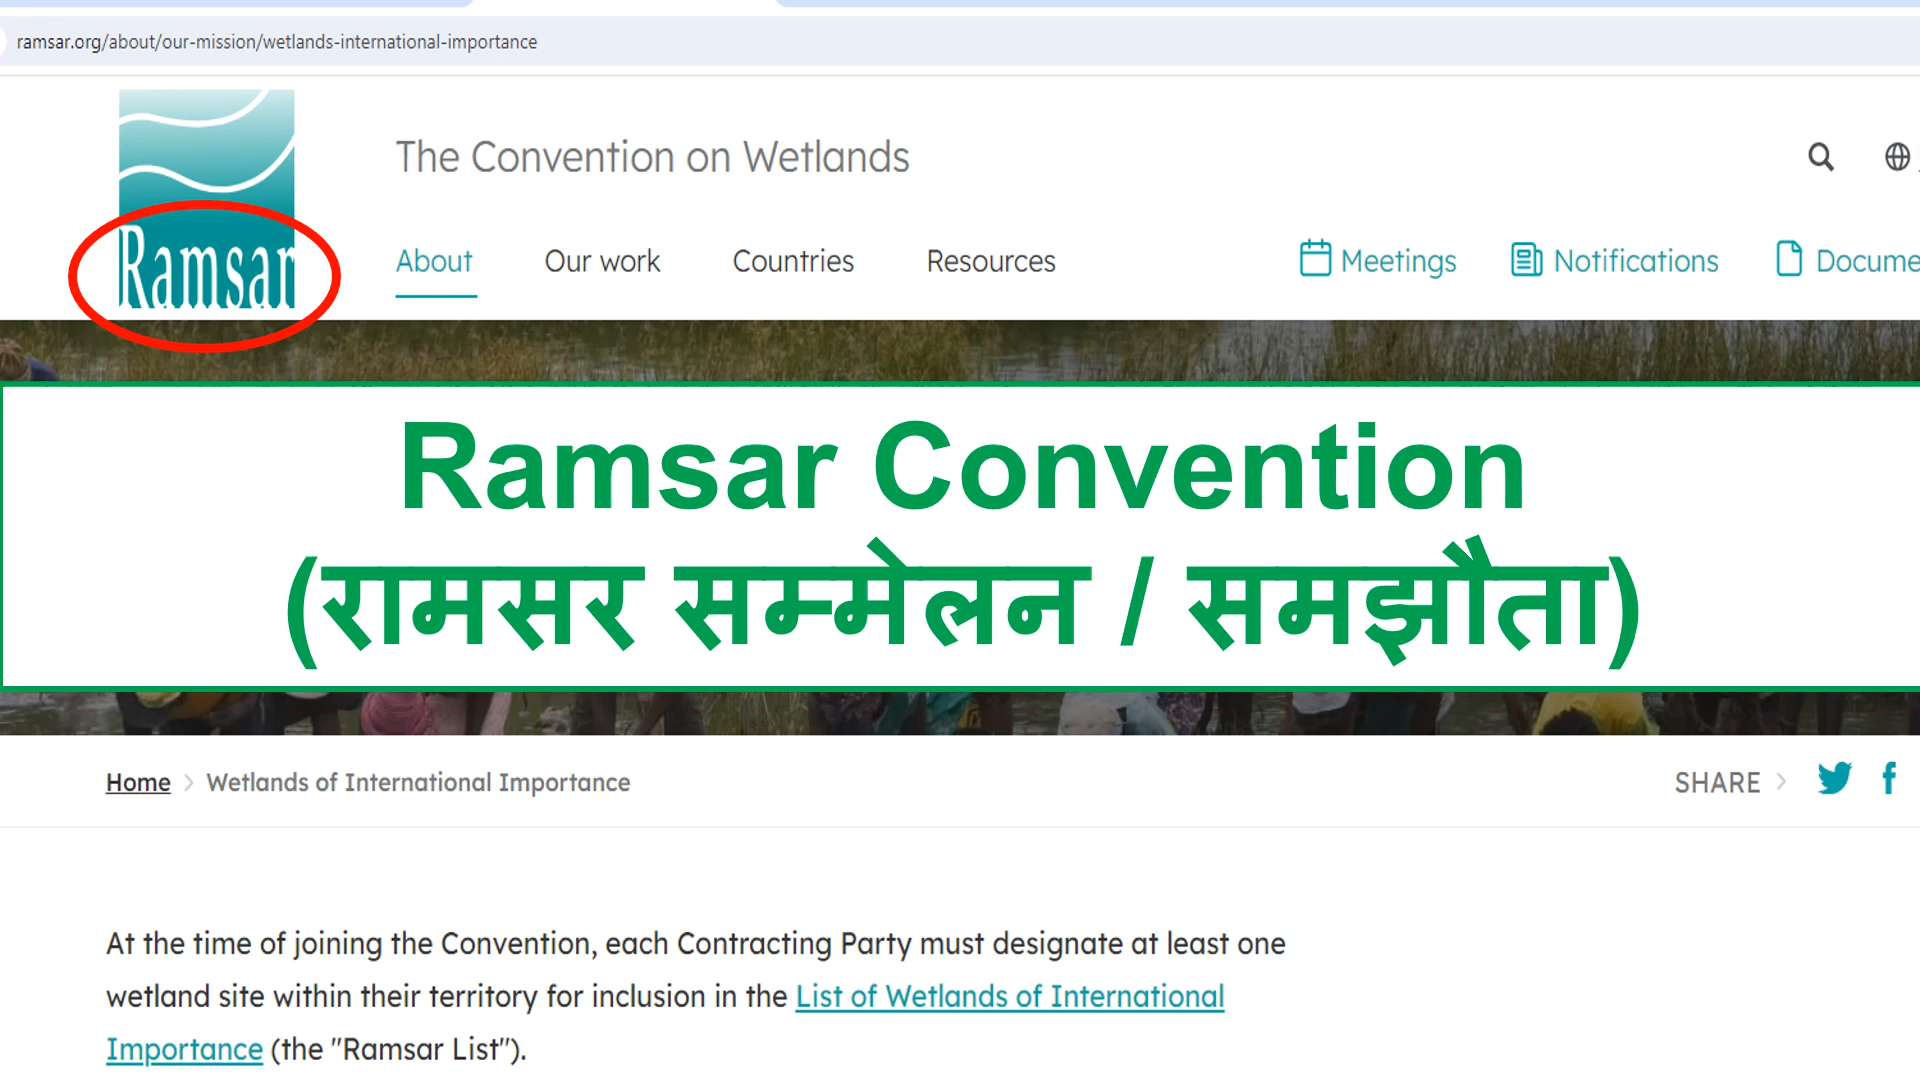 ramsar.org/about/our-mission/wetlands-international-importance
The Convention on Wetlands
Ramsar
About Our work Countries Resources Meetings Notifications
Ramsar Convention
(रामसर सम्मेलन / समझौता)
Home > Wetlands of International Importance SHARE >
At the time of joining the Convention, each Contracting Party must designate at least one
wetland site within their territory for inclusion in the List of Wetlands of International
Importance (the "Ramsar List").